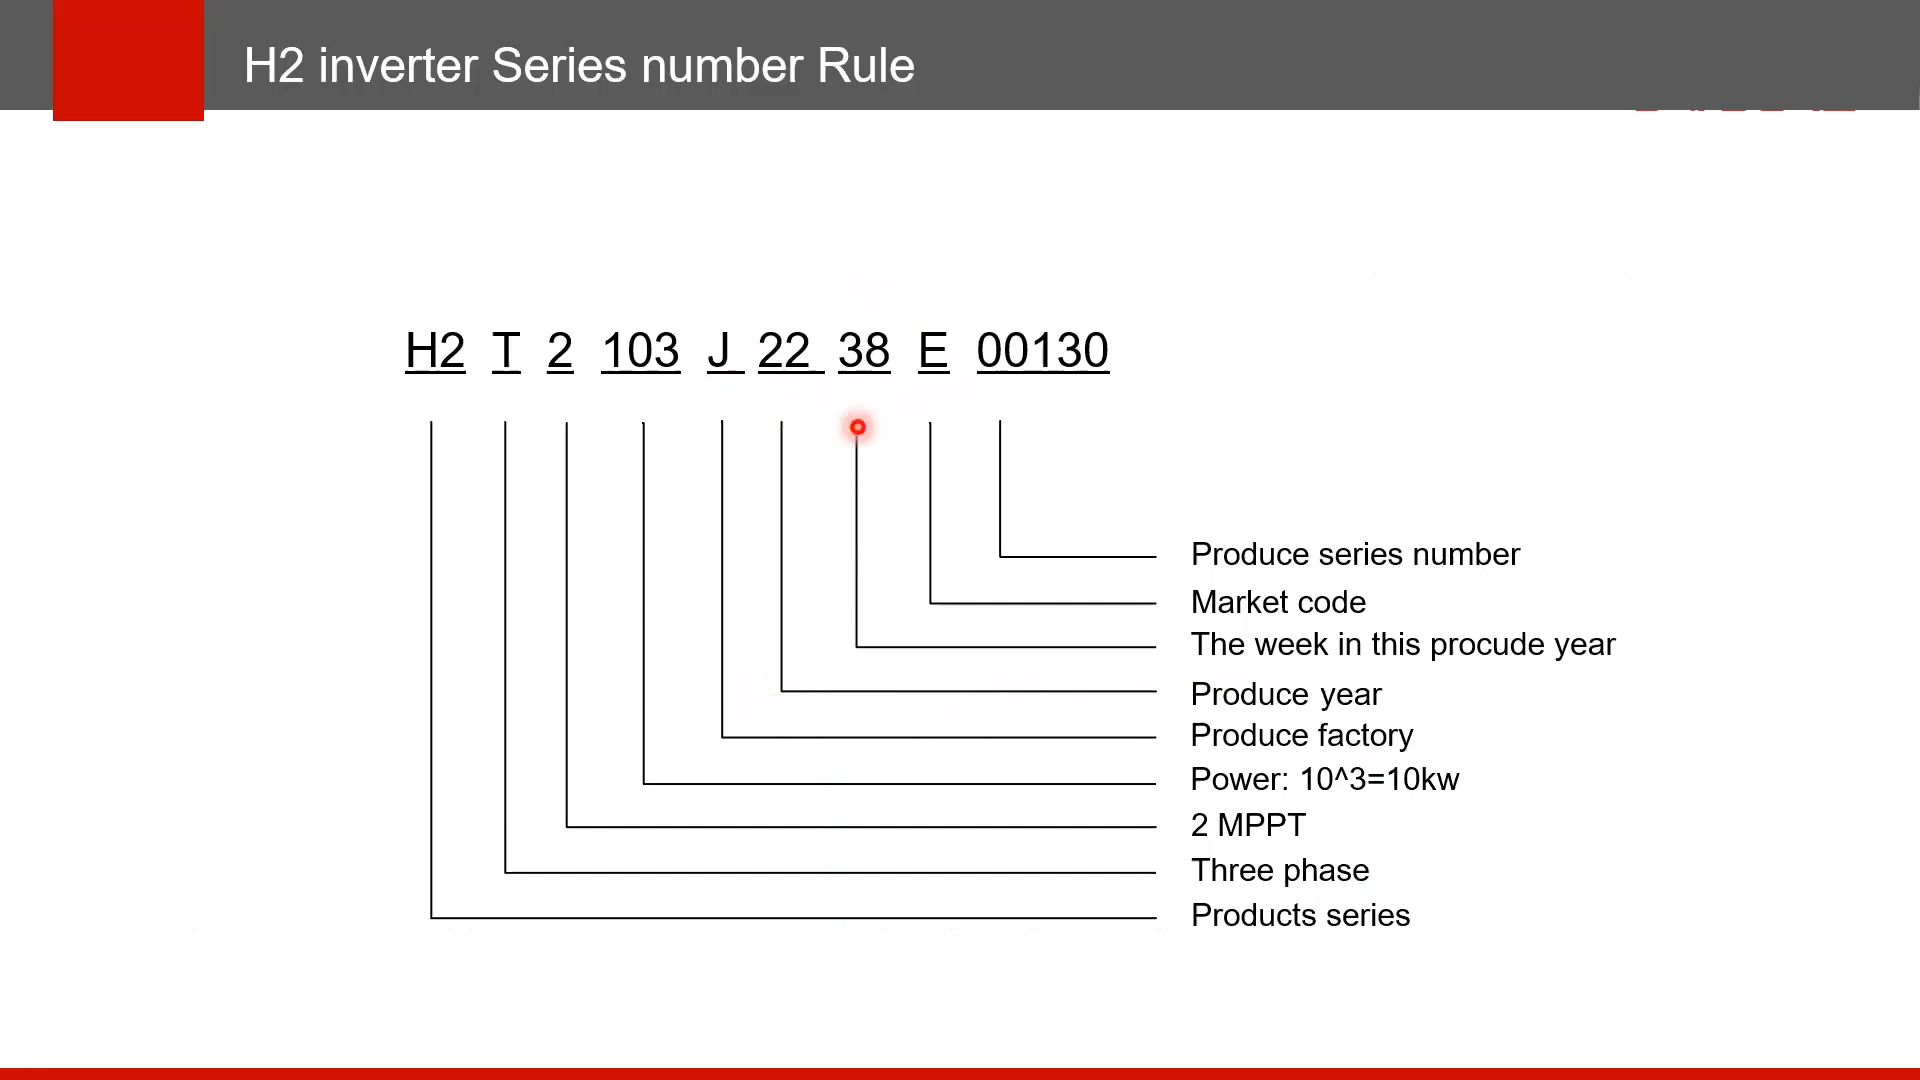 H2 inverter Series number Rule
H2 T 2 103 J 22 38 E 00130
Produce series number
Market code
The week in this procude year
Produce year
Produce factory
Power: 10^3=10kw
2 MPPT
Three phase
Products series